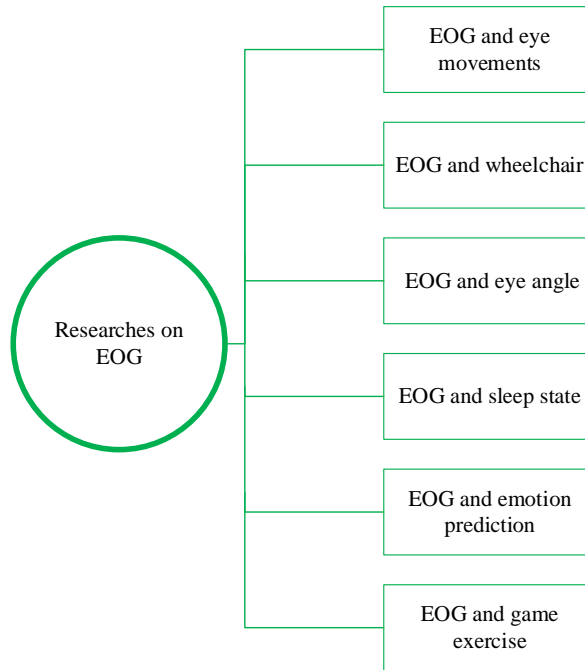 Researches on
EOG
EOG and eye
movements
EOG and wheelchair
EOG and eye angle
EOG and sleep state
EOG and emotion
prediction
EOG and game
exercise